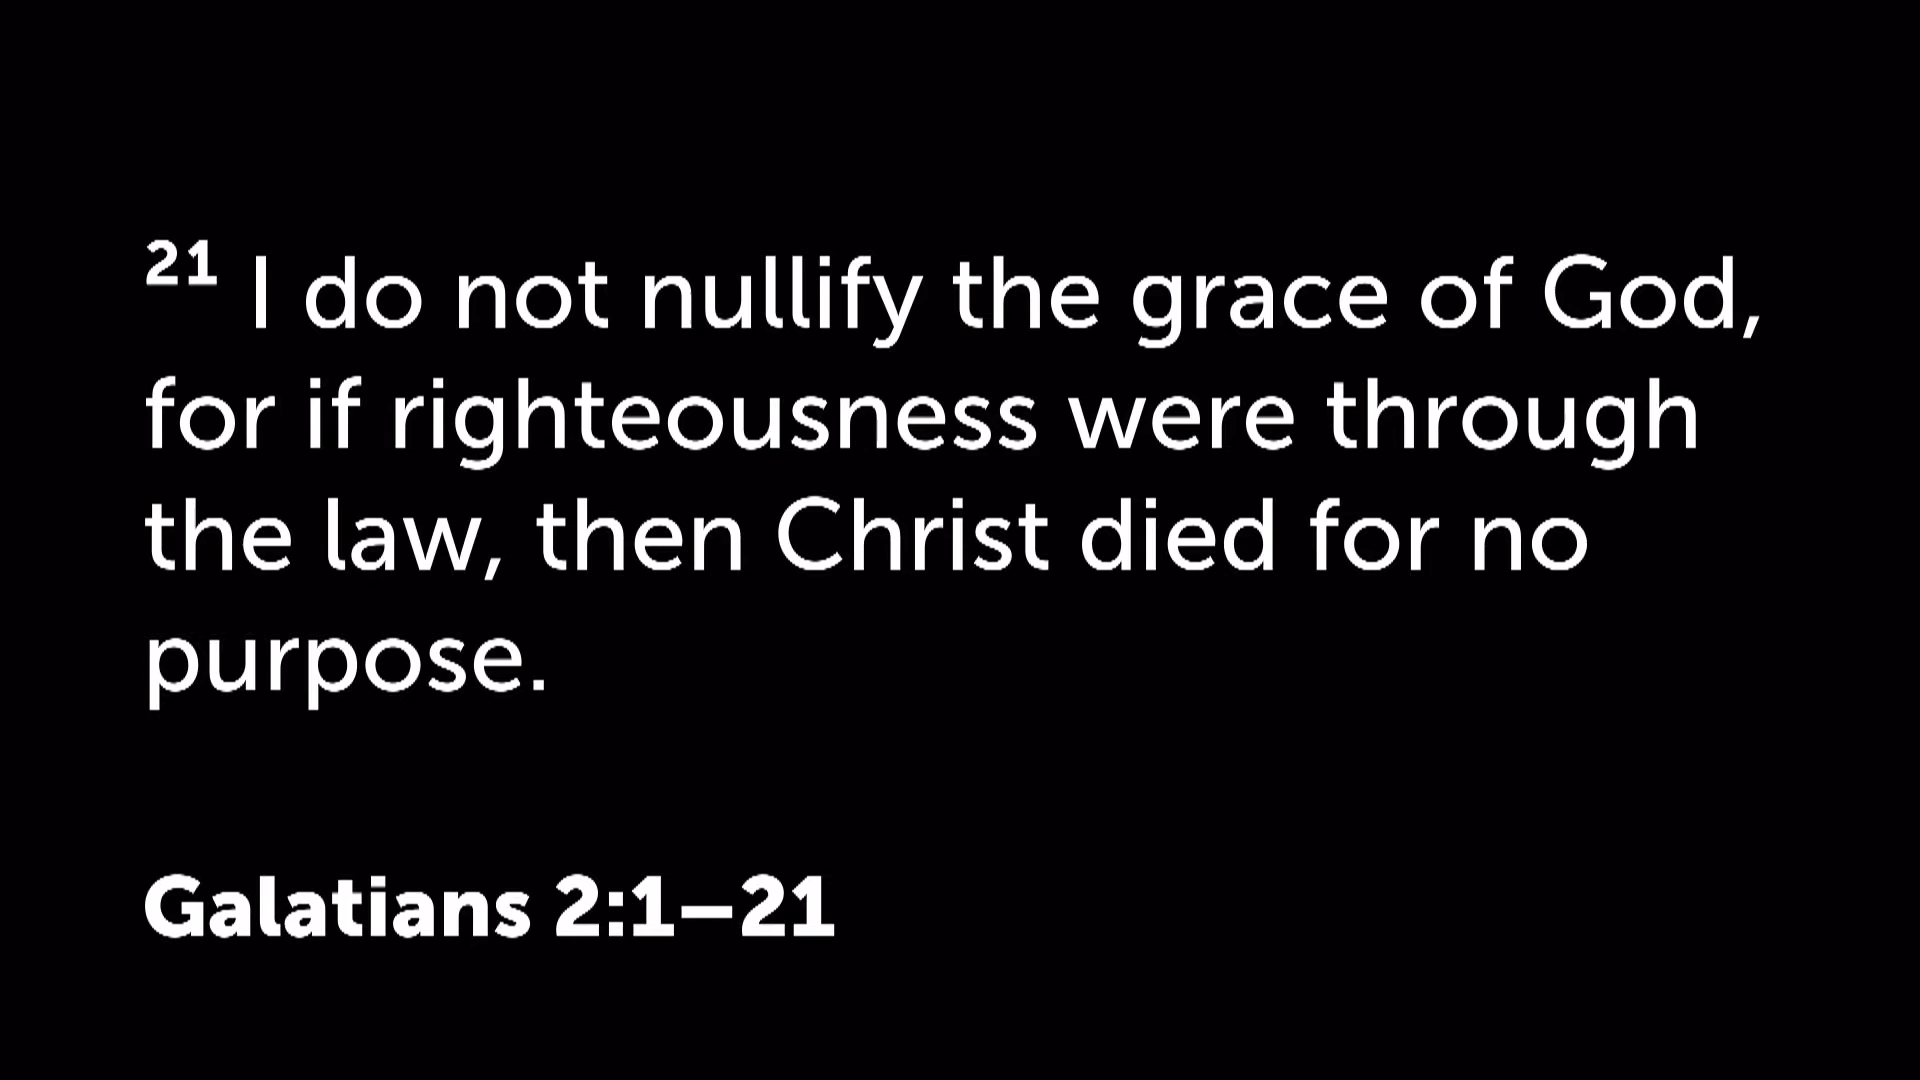 21 I do not nullify the grace of God,
for if righteousness were through
the law, then Christ died for no
purpose.
Galatians 2:1–21